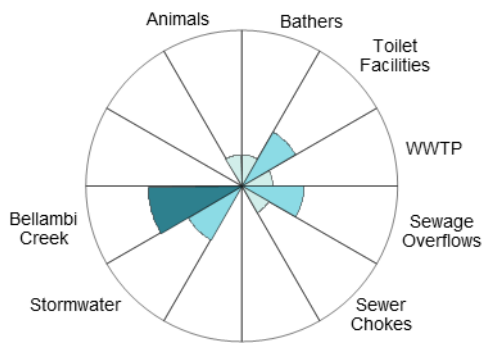 Animals
Bathers
Toilet
Facilities
WWTP
Sewage
Overflows
Sewer
Chokes
Stormwater
Bellambi
Creek